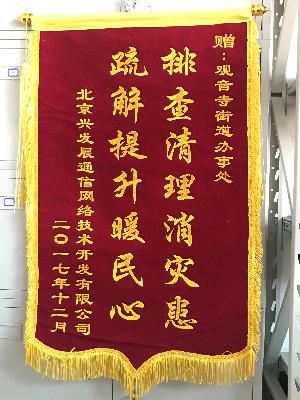 赠：观音寺街道办事处
排查清理消灾患
疏解提升暖民心
北京兴发展通信网络技术开发有限公司
二〇一七年十二月